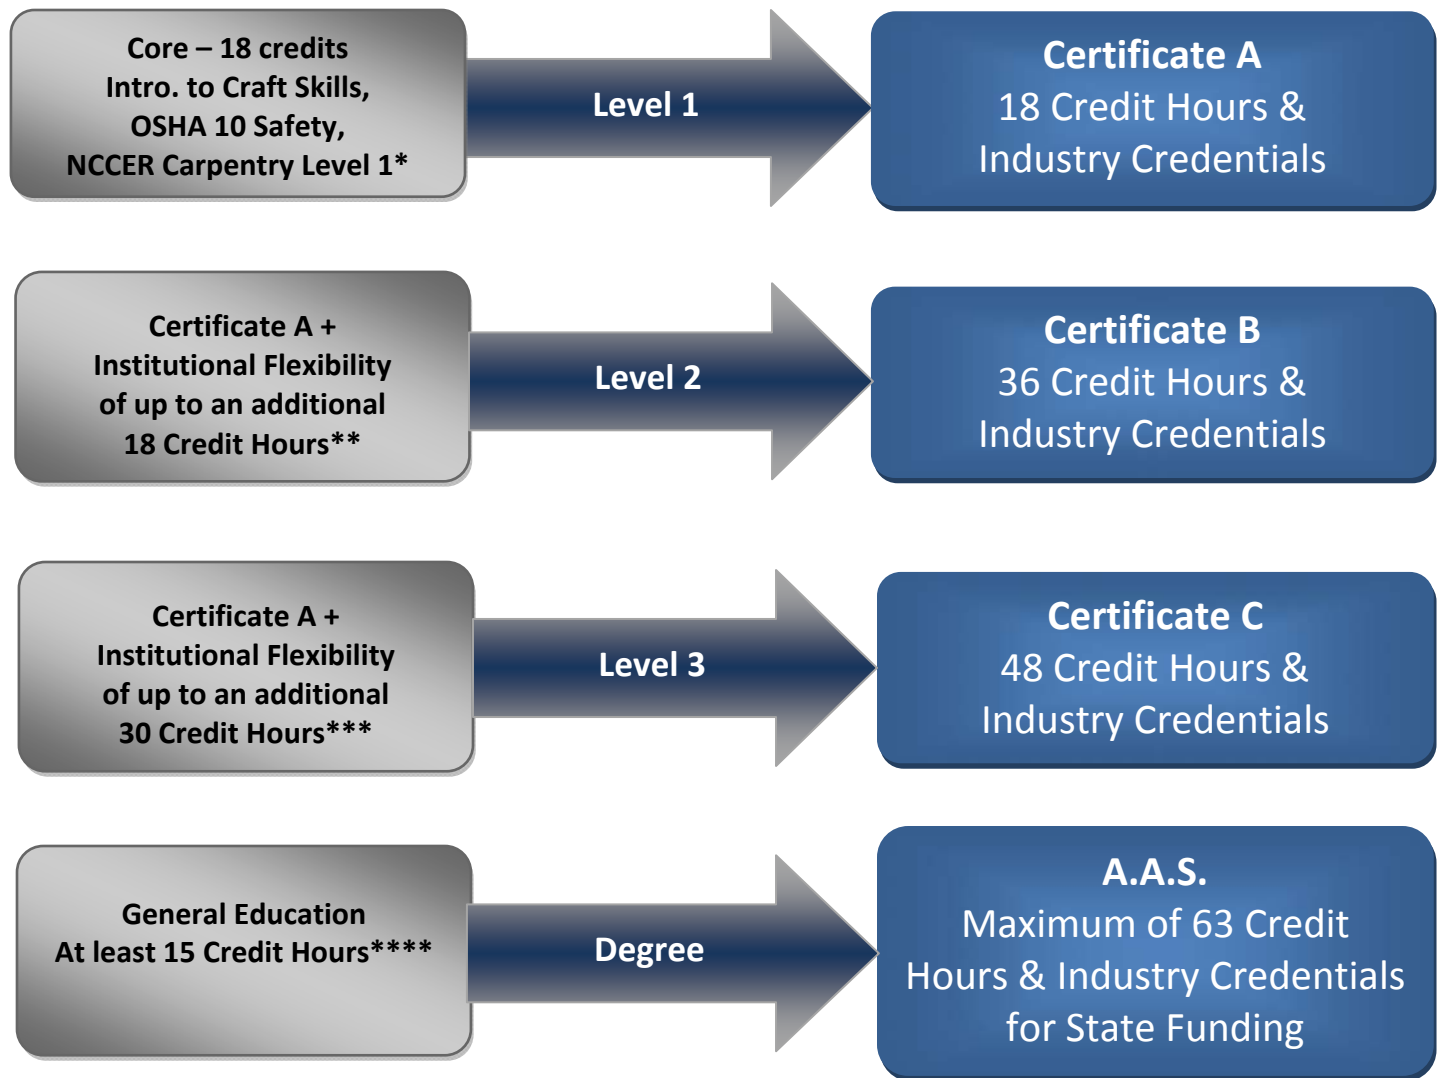 Core – 18 credits
Intro. to Craft Skills,
OSHA 10 Safety,
NCCER Carpentry Level 1*
Level 1
Certificate A
18 Credit Hours &
Industry Credentials
Certificate A +
Institutional Flexibility
of up to an additional
18 Credit Hours**
Level 2
Certificate B
36 Credit Hours &
Industry Credentials
Certificate A +
Institutional Flexibility
of up to an additional
30 Credit Hours***
Level 3
Certificate C
48 Credit Hours &
Industry Credentials
General Education
At least 15 Credit Hours****
Degree
A.A.S.
Maximum of 63 Credit
Hours & Industry Credentials
for State Funding